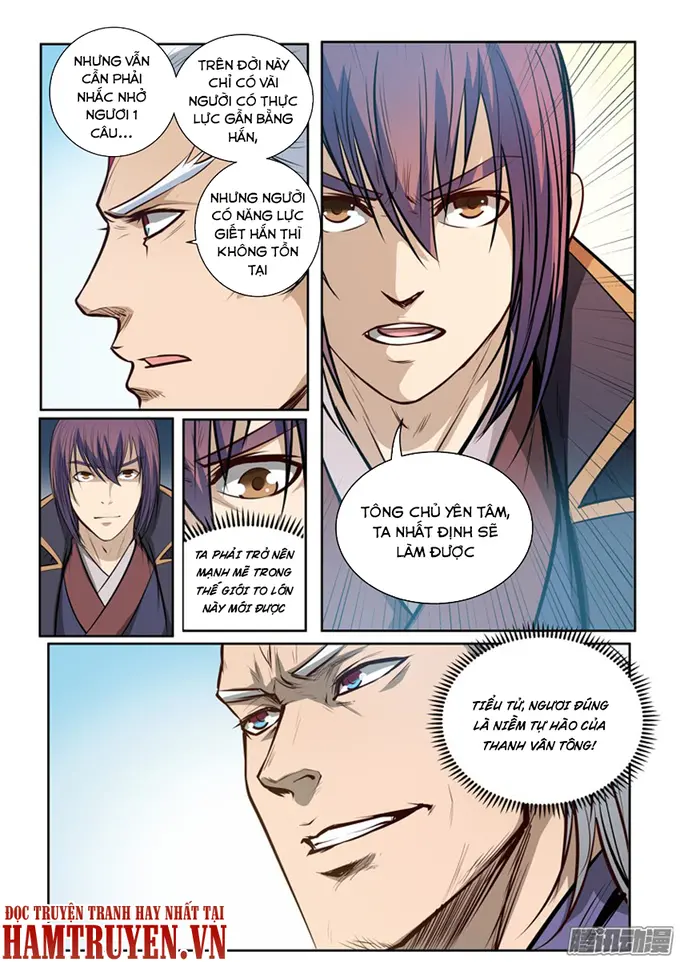 NHƯNG VẪN
CẦN PHẢI
NHẮC NHỞ
NGƯƠI 1
CÂU...
TRÊN ĐỜI NÀY
CHỈ CÓ VÀI
NGƯỜI CÓ THỰC
LỰC GẦN BẰNG
HẮN,
NHƯNG NGƯỜI
CÓ NĂNG LỰC
GIẾT HẮN THÌ
KHÔNG TỒN
TẠI
TÔNG CHỦ YÊN TÂM,
TA NHẤT ĐỊNH SẼ
LÀM ĐƯỢC
TA PHẢI TRỞ NÊN
MẠNH MẼ TRONG
THẾ GIỚI TO LỚN
NÀY MỚI ĐƯỢC
TIỂU TỬ, NGƯƠI ĐÚNG
LÀ NIỀM TỰ HÀO CỦA
THANH VÂN TÔNG!
ĐỌC TRUYỆN TRANH HAY NHẤT TẠI
HAMTRUYEN.VN
腾讯动漫